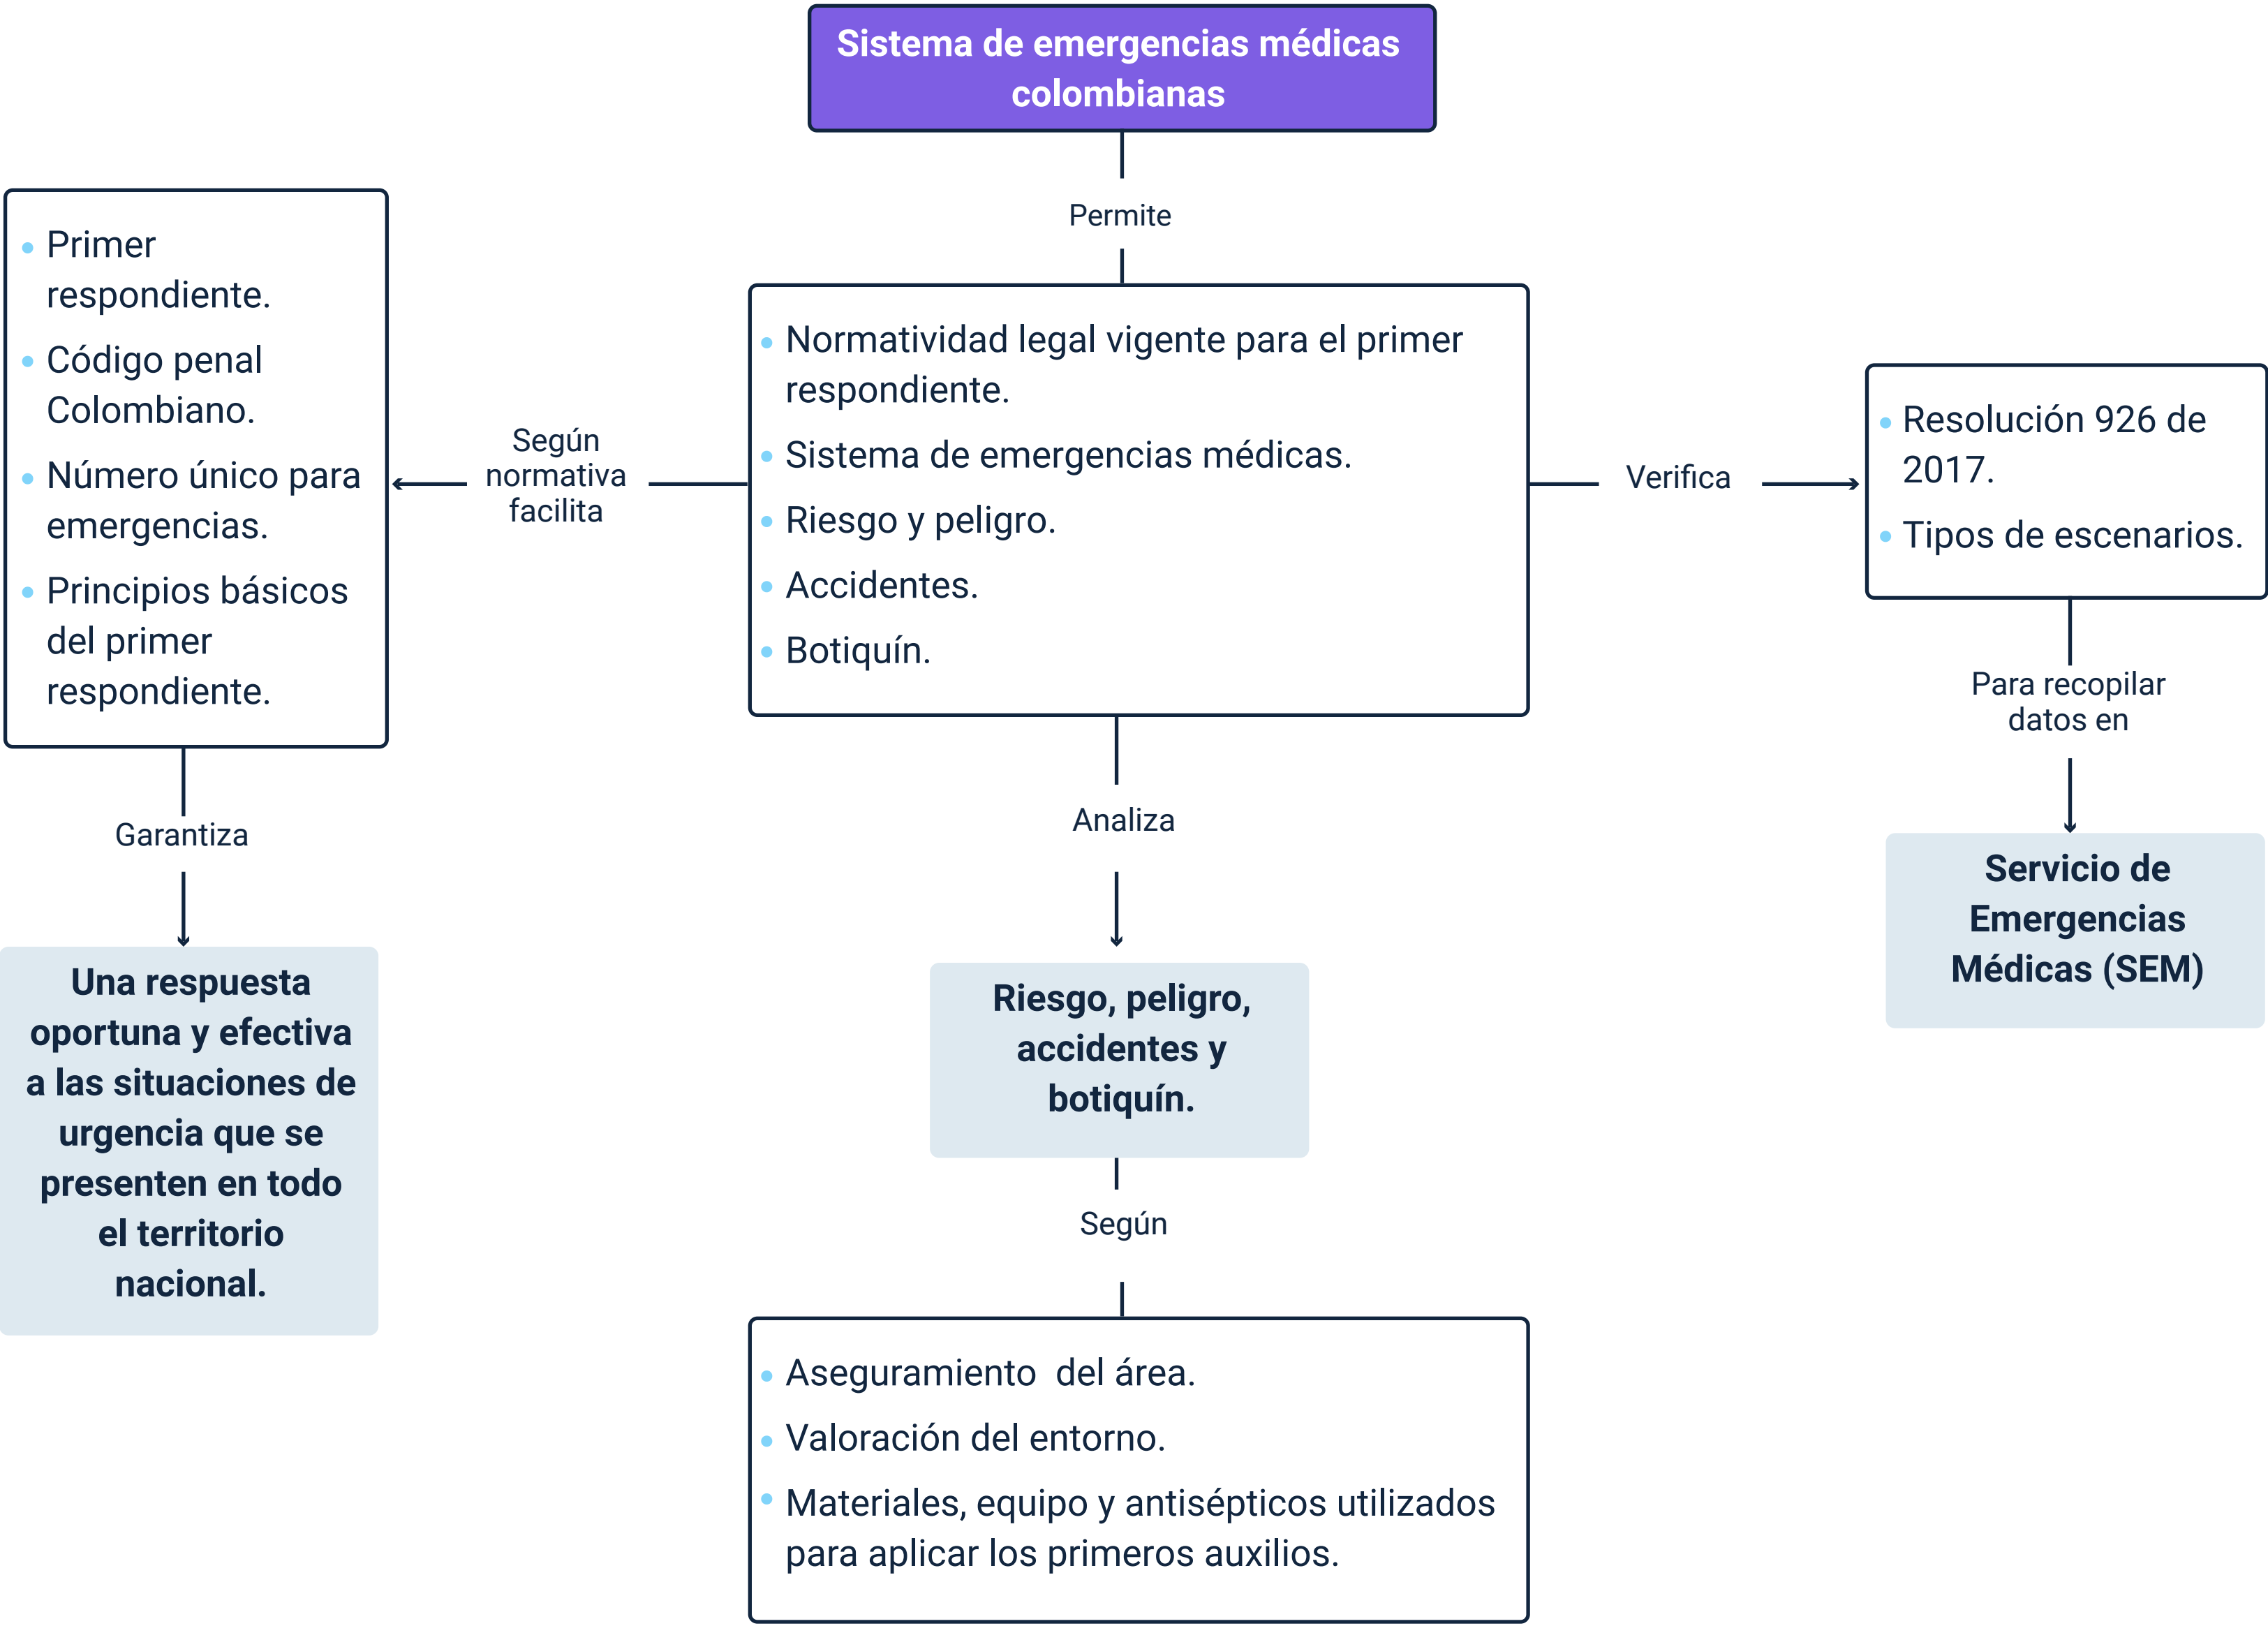 Sistema de emergencias médicas
colombianas
Permite
Primer
respondiente.
Código penal
Colombiano.
Número único para
emergencias.
Principios básicos
del primer
respondiente.
Según
normativa
facilita
Normatividad legal vigente para el primer
respondiente.
Sistema de emergencias médicas.
Riesgo y peligro.
Accidentes.
Botiquín.
Verifica
Resolución 926 de
2017.
Tipos de escenarios.
Garantiza
Una respuesta
oportuna y efectiva
a las situaciones de
urgencia que se
presenten en todo
el territorio
nacional.
Analiza
Riesgo, peligro,
accidentes y
botiquín.
Según
Aseguramiento del área.
Valoración del entorno.
Materiales, equipo y antisépticos utilizados
para aplicar los primeros auxilios.
Para recopilar
datos en
Servicio de
Emergencias
Médicas (SEM)